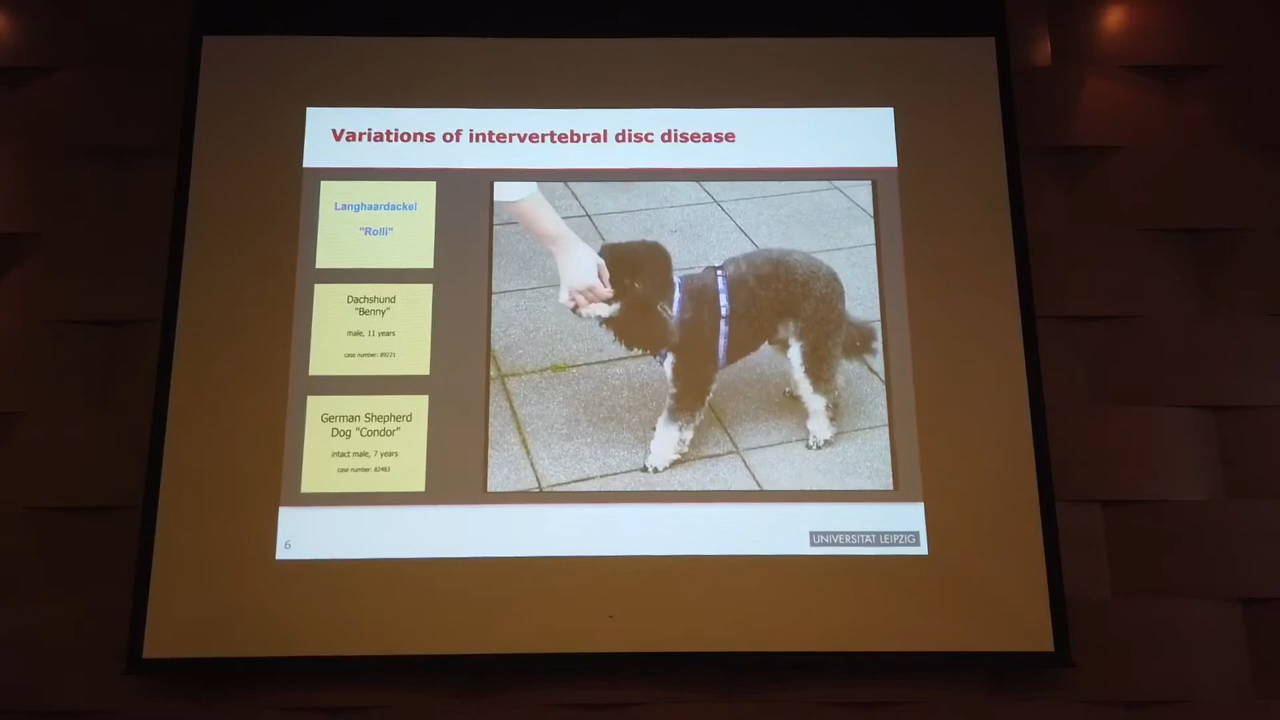 Variations of intervertebral disc disease
Langhaardackel
"Rolli"
Dachshund
"Benny"
male, 11 years
case number: 89221
German Shepherd
Dog "Condor"
intact male, 7 years
case number: 82483
6
UNIVERSITÄT LEIPZIG